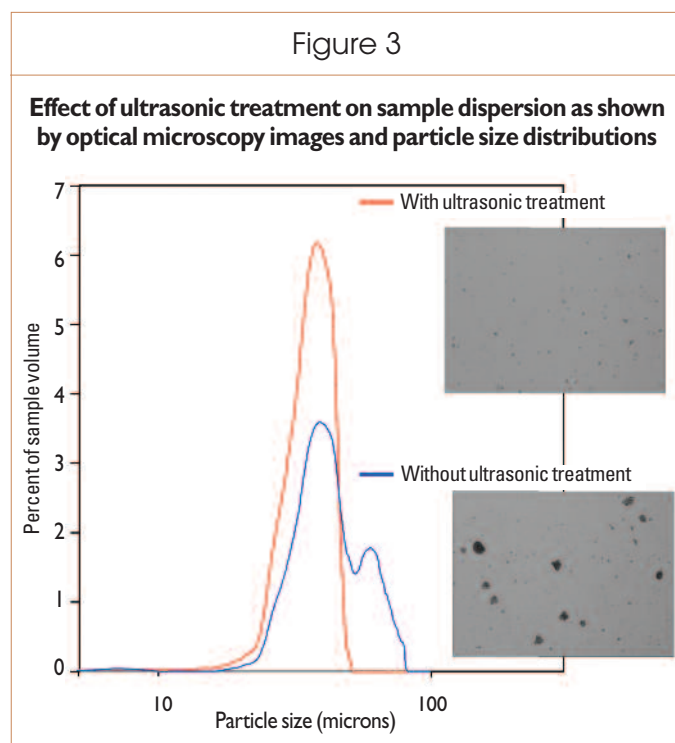 Figure 3
Effect of ultrasonic treatment on sample dispersion as shown
by optical microscopy images and particle size distributions
7
6
5
4
3
2
1
0
Percent of sample volume
With ultrasonic treatment
Without ultrasonic treatment
10
100
Particle size (microns)